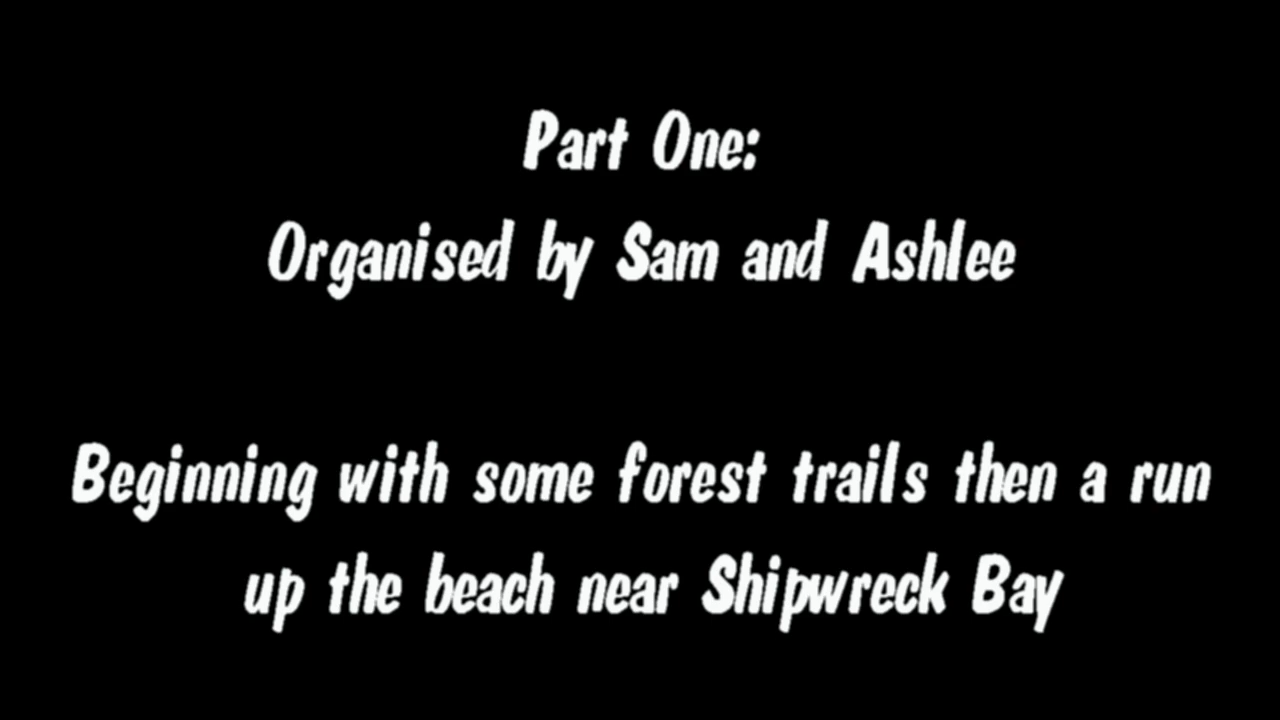 Part One:
Organised by Sam and Ashlee
Beginning with some forest trails then a run
up the beach near Shipwreck Bay